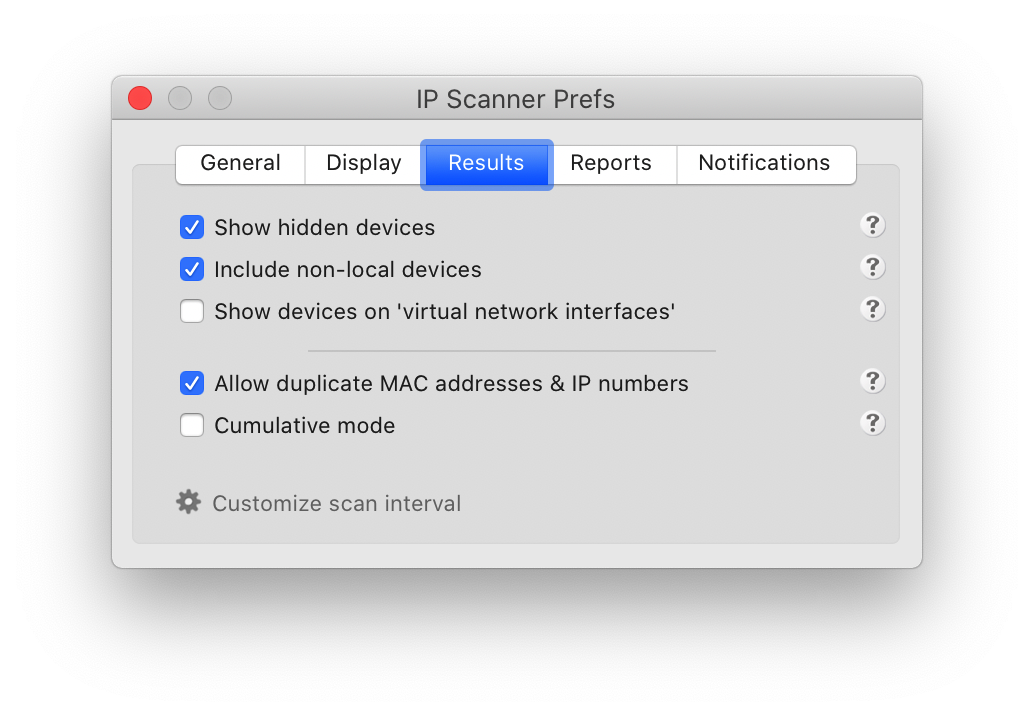 IP Scanner Prefs
General Display Results Reports Notifications
Show hidden devices ?
Include non-local devices ?
Show devices on 'virtual network interfaces' ?
Allow duplicate MAC addresses & IP numbers ?
Cumulative mode ?
Customize scan interval